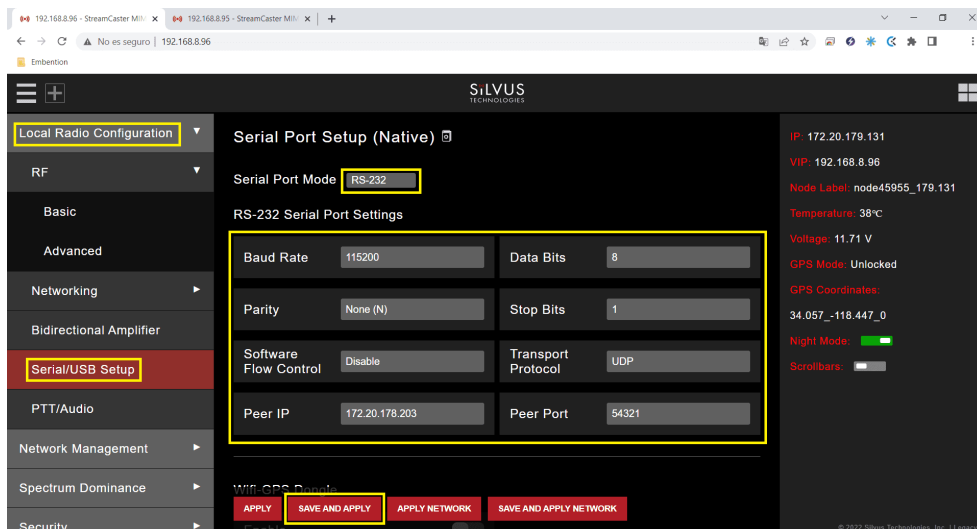 192.168.8.96 - StreamCaster MIM
192.168.8.95 - StreamCaster MIM
No es seguro | 192.168.8.96
Embention
SiLVUS
TECHNOLOGIES
Local Radio Configuration
RF
Basic
Advanced
Networking
Bidirectional Amplifier
Serial/USB Setup
PTT/Audio
Network Management
Spectrum Dominance
Security
Serial Port Setup (Native)
Serial Port Mode RS-232
RS-232 Serial Port Settings
Baud Rate 115200 Data Bits 8
Parity None (N) Stop Bits 1
Software Flow Control Disable Transport Protocol UDP
Peer IP 172.20.178.203 Peer Port 54321
Wifi-GPS Dongle
APPLY SAVE AND APPLY APPLY NETWORK SAVE AND APPLY NETWORK
Enable
IP: 172.20.179.131
VIP: 192.168.8.96
Node Label: node45955_179.131
Temperature: 38°C
Voltage: 11.71 V
GPS Mode: Unlocked
GPS Coordinates:
34.057_-118.447_0
Night Mode:
Scrollbars:
© 2022 Silvus Technologies, Inc. | Legacy